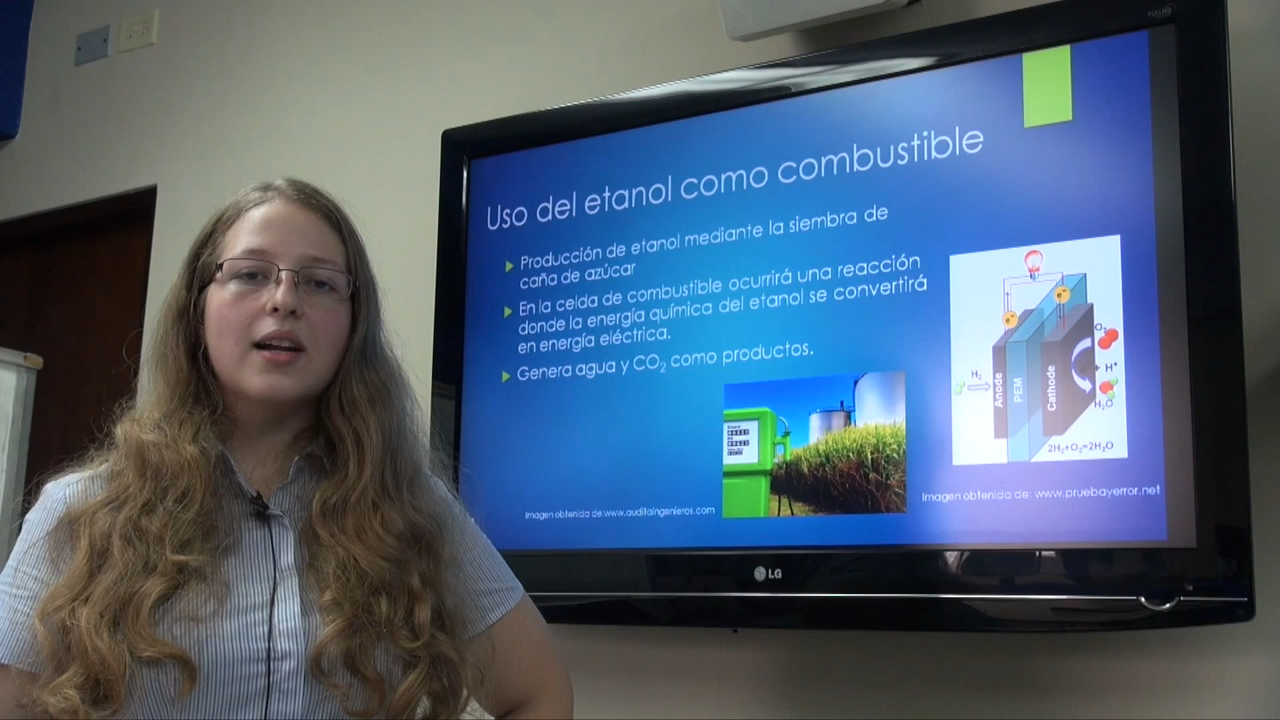 Uso del etanol como combustible
Producción de etanol mediante la siembra de
caña de azúcar
En la celda de combustible ocurrirá una reacción
donde la energía química del etanol se convertirá
en energía eléctrica.
Genera agua y CO₂ como productos.
Imagen obtenida de:www.auditaingenieros.com
H₂
Anode
PEM
Cathode
O₂
+ H⁺
H₂O
2H₂+O₂=2H₂O
Imagen obtenida de: www.pruebayerror.net
LG